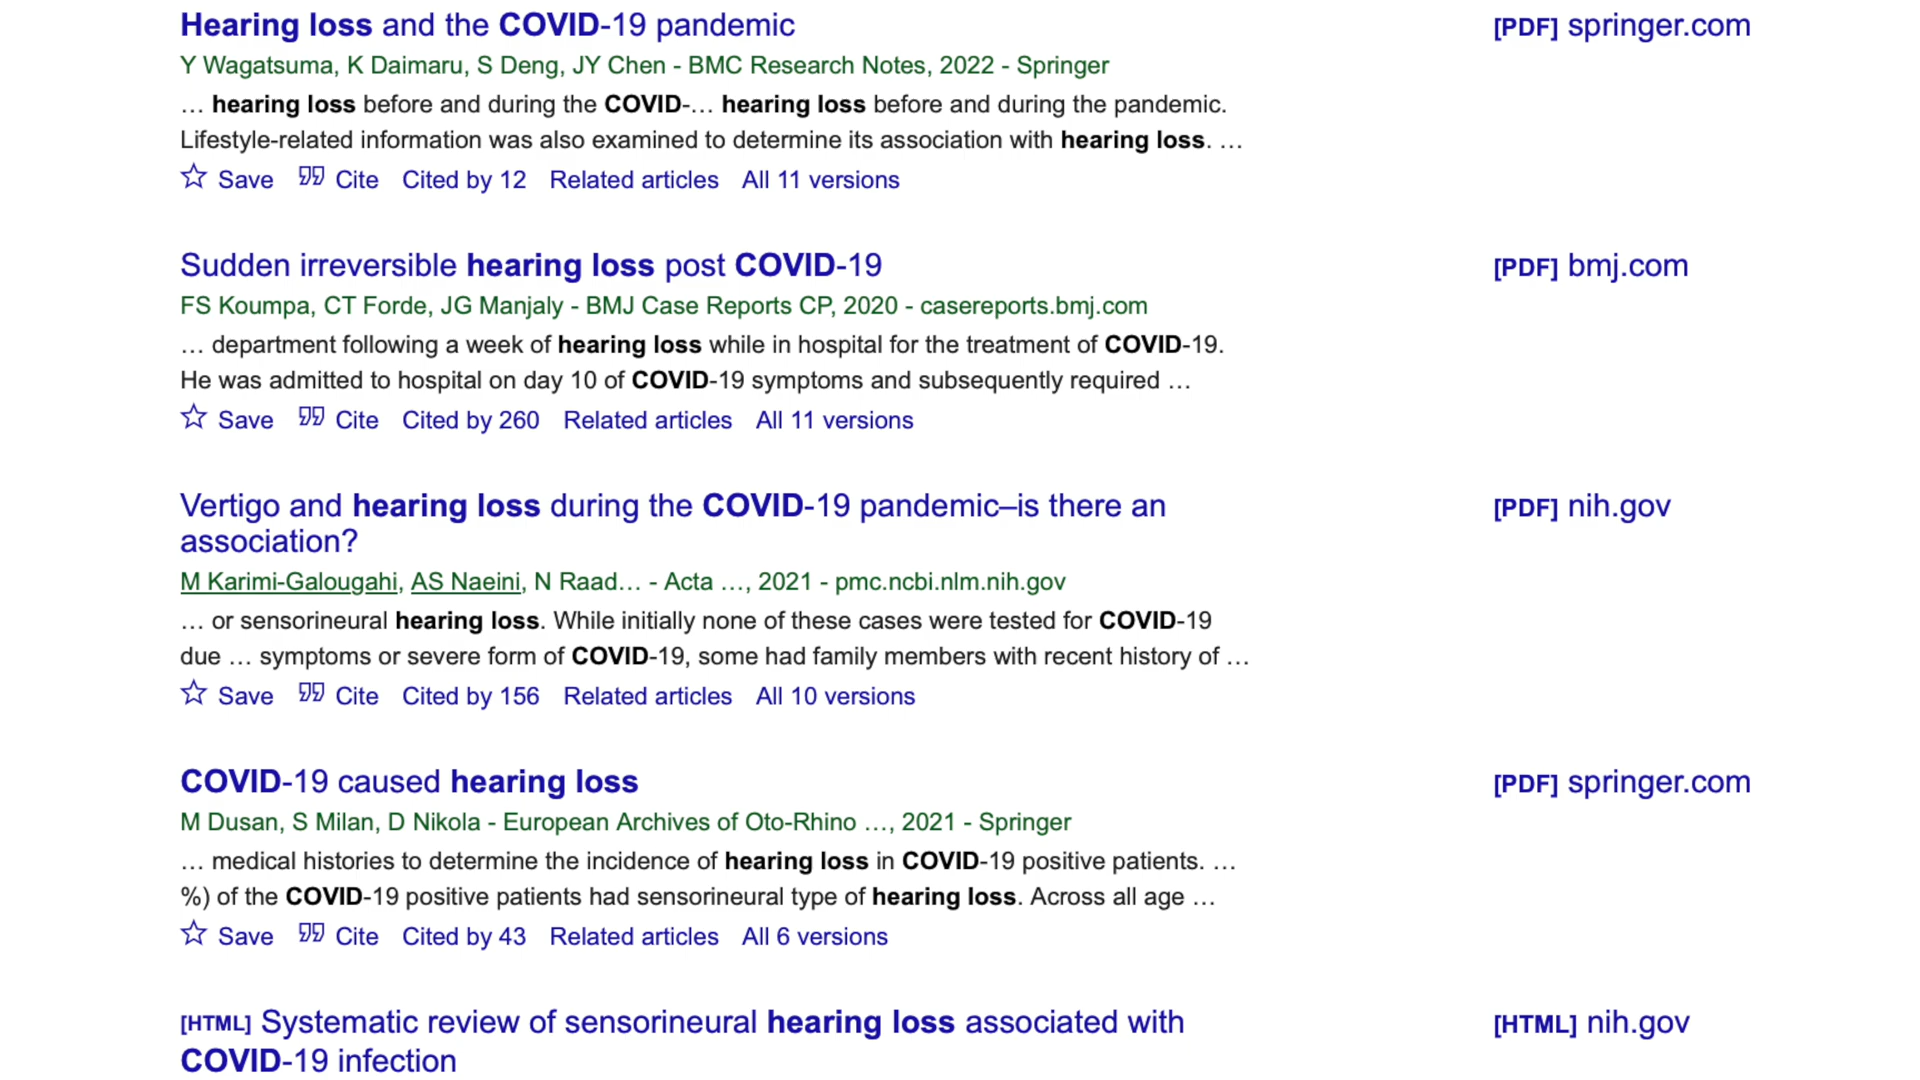 Hearing loss and the COVID-19 pandemic
[PDF] springer.com
Y Wagatsuma, K Daimaru, S Deng, JY Chen - BMC Research Notes, 2022 - Springer
… hearing loss before and during the COVID-… hearing loss before and during the pandemic.
Lifestyle-related information was also examined to determine its association with hearing loss. …
Save Cite Cited by 12 Related articles All 11 versions
Sudden irreversible hearing loss post COVID-19
[PDF] bmj.com
FS Koumpa, CT Forde, JG Manjaly - BMJ Case Reports CP, 2020 - casereports.bmj.com
… department following a week of hearing loss while in hospital for the treatment of COVID-19.
He was admitted to hospital on day 10 of COVID-19 symptoms and subsequently required …
Save Cite Cited by 260 Related articles All 11 versions
Vertigo and hearing loss during the COVID-19 pandemic–is there an
association?
[PDF] nih.gov
M Karimi-Galougahi, AS Naeini, N Raad… - Acta …, 2021 - pmc.ncbi.nlm.nih.gov
… or sensorineural hearing loss. While initially none of these cases were tested for COVID-19
due … symptoms or severe form of COVID-19, some had family members with recent history of …
Save Cite Cited by 156 Related articles All 10 versions
COVID-19 caused hearing loss
[PDF] springer.com
M Dusan, S Milan, D Nikola - European Archives of Oto-Rhino …, 2021 - Springer
… medical histories to determine the incidence of hearing loss in COVID-19 positive patients. …
%) of the COVID-19 positive patients had sensorineural type of hearing loss. Across all age …
Save Cite Cited by 43 Related articles All 6 versions
[HTML] Systematic review of sensorineural hearing loss associated with
COVID-19 infection
[HTML] nih.gov